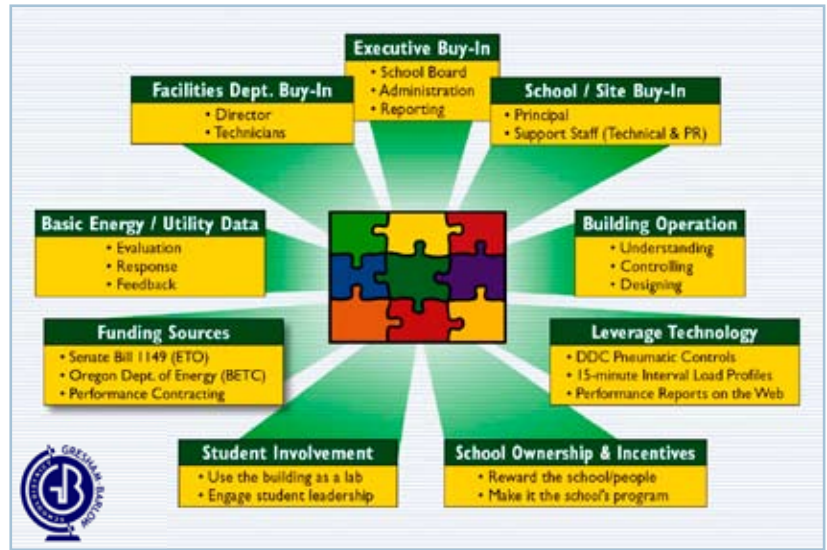 Executive Buy-In
• School Board
• Administration
• Reporting
Facilities Dept. Buy-In
• Director
• Technicians
School / Site Buy-In
• Principal
• Support Staff (Technical & PR)
Basic Energy / Utility Data
• Evaluation
• Response
• Feedback
Building Operation
• Understanding
• Controlling
• Designing
Funding Sources
• Senate Bill 1149 (ETO)
• Oregon Dept. of Energy (BETC)
• Performance Contracting
Leverage Technology
• DDC Pneumatic Controls
• 15-minute Interval Load Profiles
• Performance Reports on the Web
Student Involvement
• Use the building as a lab
• Engage student leadership
School Ownership & Incentives
• Reward the school/people
• Make it the school's program
GRESHAM-BARLOW
SCHOOL DISTRICT